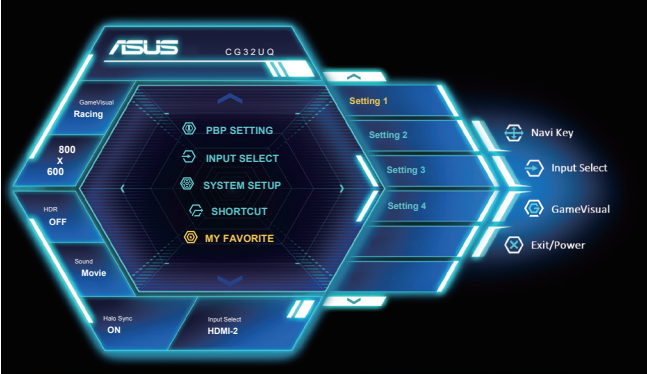 ASUS
CG32UQ
GameVisual
Racing
800
X
600
HDR
OFF
Sound
Movie
Halo Sync
ON
Input Select
HDMI-2
PBP SETTING
INPUT SELECT
SYSTEM SETUP
SHORTCUT
MY FAVORITE
Setting 1
Setting 2
Setting 3
Setting 4
Navi Key
Input Select
GameVisual
Exit/Power